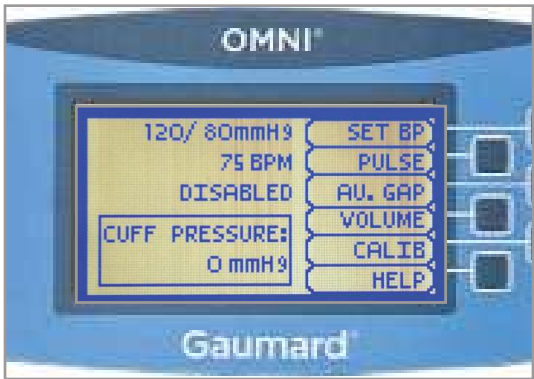 OMNI®
120/ 80mmHg SET BP
75 BPM PULSE
DISABLED AU. GAP
VOLUME
CUFF PRESSURE: CALIB
0 mmHg HELP
Gaumard®